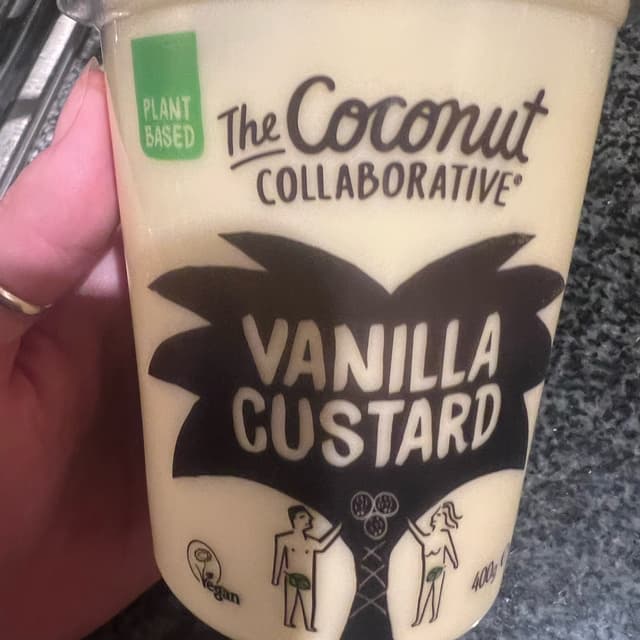 PLANT
BASED
The Coconut
COLLABORATIVE®
VANILLA
CUSTARD
Vegan
400g